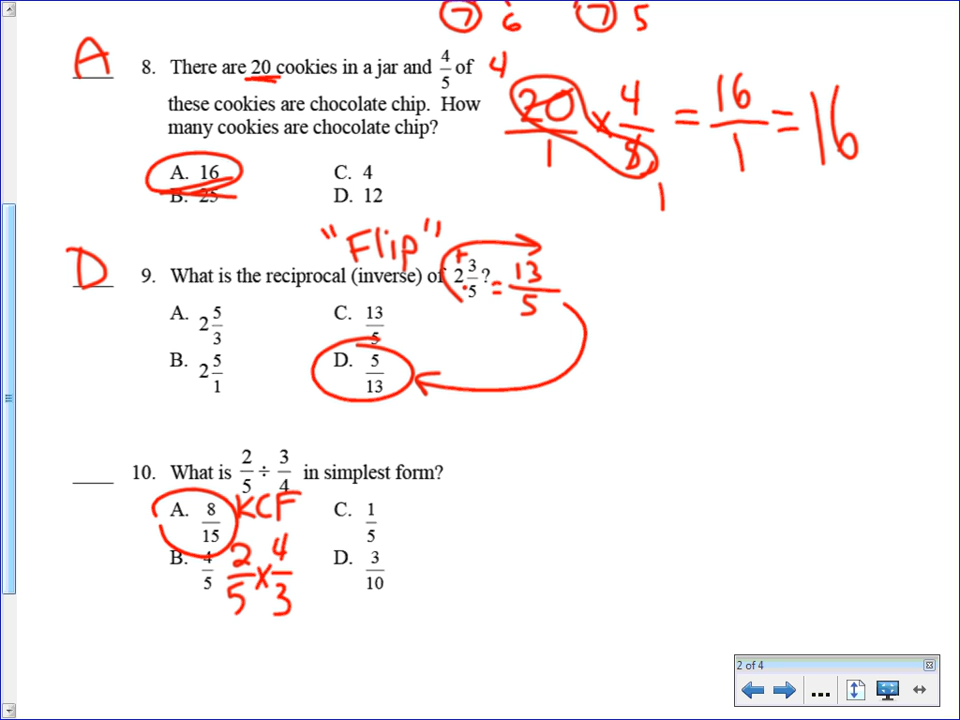 7 6 7 5
A
8. There are 20 cookies in a jar and 4/5 of
these cookies are chocolate chip. How
many cookies are chocolate chip?
A. 16 C. 4
B. 25 D. 12
4
20/1 × 4/5 = 16/1 = 16
1
"Flip"
D
9. What is the reciprocal (inverse) of 2 3/5? = 13/5
+
A. 2 5/3 C. 13/5
B. 2 5/1 D. 5/13
10. What is 2/5 ÷ 3/4 in simplest form?
A. 8/15 KCF C. 1/5
B. 4/5 2/5 × 4/3 D. 3/10
2 of 4
...